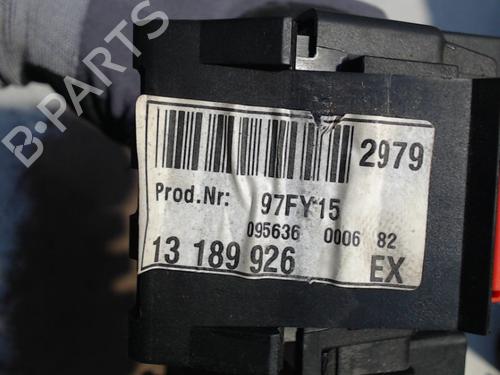 B-PARTS
2979
Prod.Nr: 97FY15
095636 0006 82
13 189 926 EX